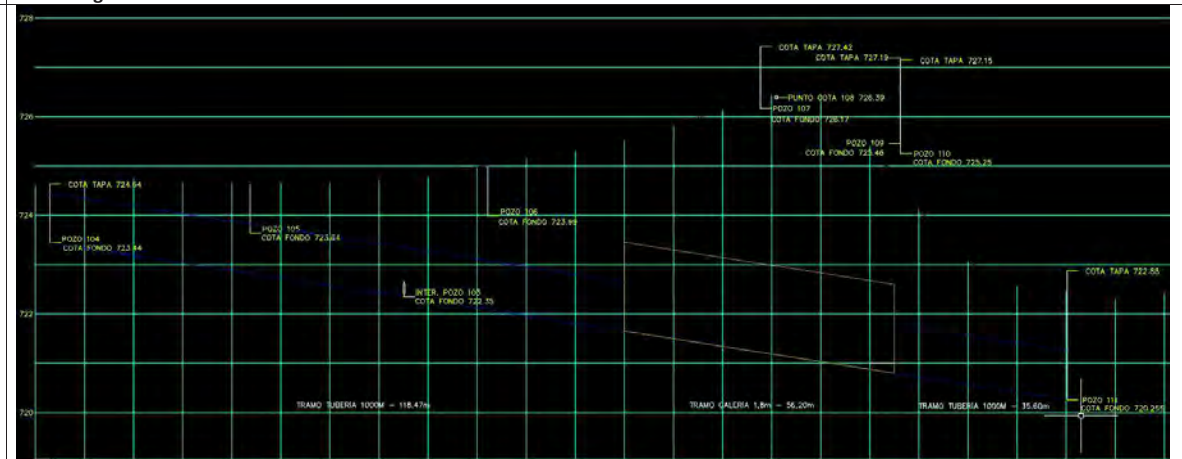 728
COTA TAPA 727.42
COTA TAPA 727.19
COTA TAPA 727.15
PUNTO COTA 108 726.39
POZO 107
COTA FONDO 726.17
726
POZO 109
COTA FONDO 725.46
POZO 110
COTA FONDO 725.25
COTA TAPA 724.64
724
POZO 106
COTA FONDO 723.99
POZO 105
COTA FONDO 723.64
POZO 104
COTA FONDO 723.44
COTA TAPA 722.88
INTER. POZO 105
COTA FONDO 722.35
722
720
TRAMO TUBERIA 1000M - 118.47m
TRAMO GALERIA 1,8m - 56.20m
TRAMO TUBERIA 1000M - 35.60m
POZO 111
COTA FONDO 720.255